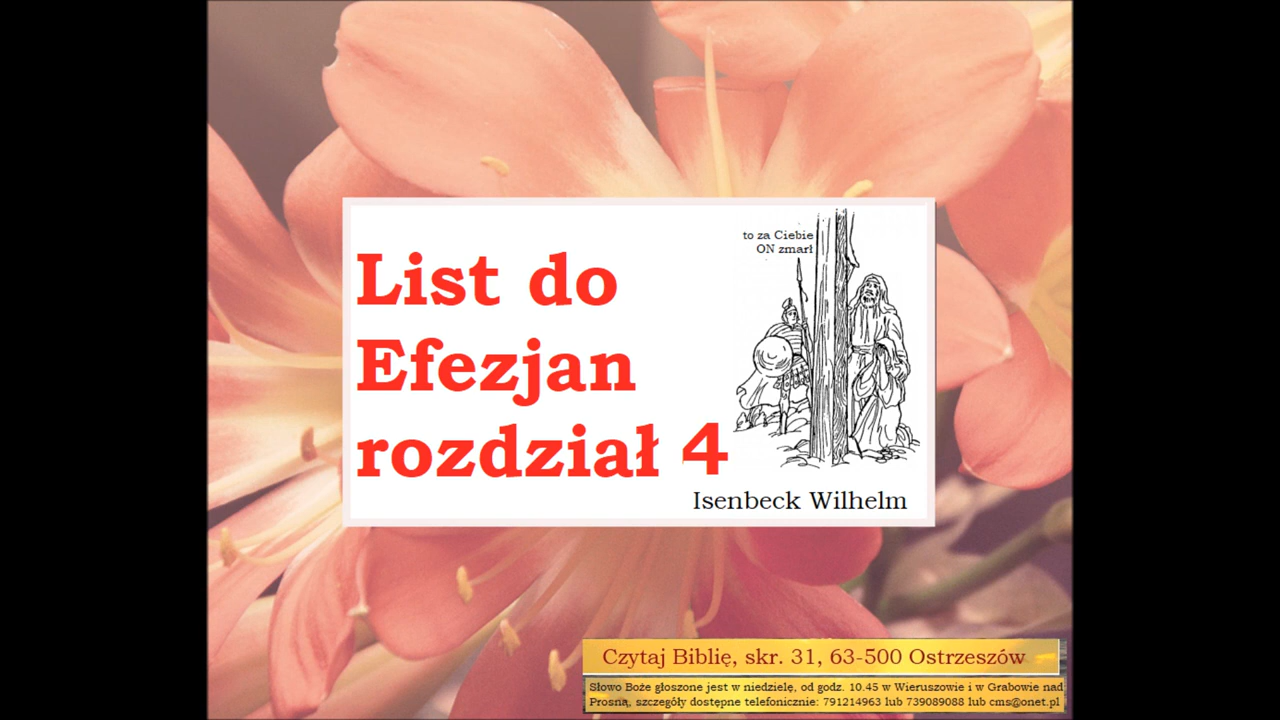 to za Ciebie
ON zmarł
List do
Efezjan
rozdział 4
Isenbeck Wilhelm
Czytaj Biblię, skr. 31, 63-500 Ostrzeszów
Słowo Boże głoszone jest w niedzielę, od godz. 10.45 w Wieruszowie i w Grabowie nad
Prosną, szczegóły dostępne telefonicznie: 791214963 lub 739089088 lub cms@onet.pl